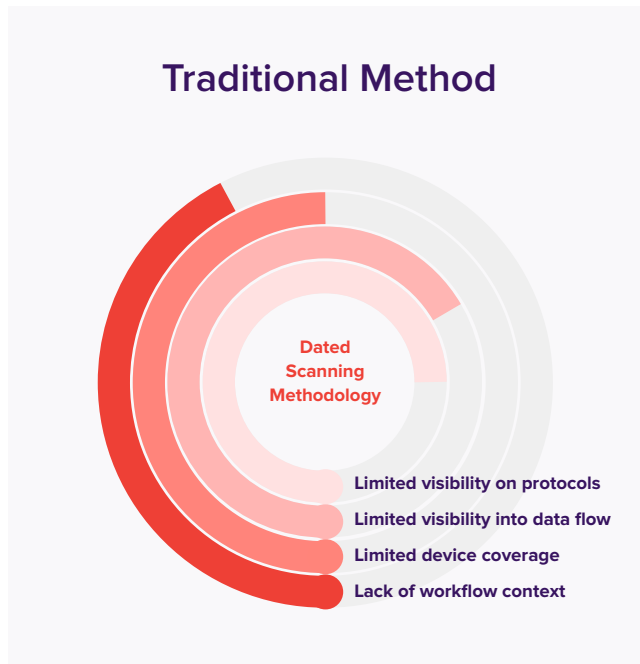 Traditional Method
Dated
Scanning
Methodology
Limited visibility on protocols
Limited visibility into data flow
Limited device coverage
Lack of workflow context